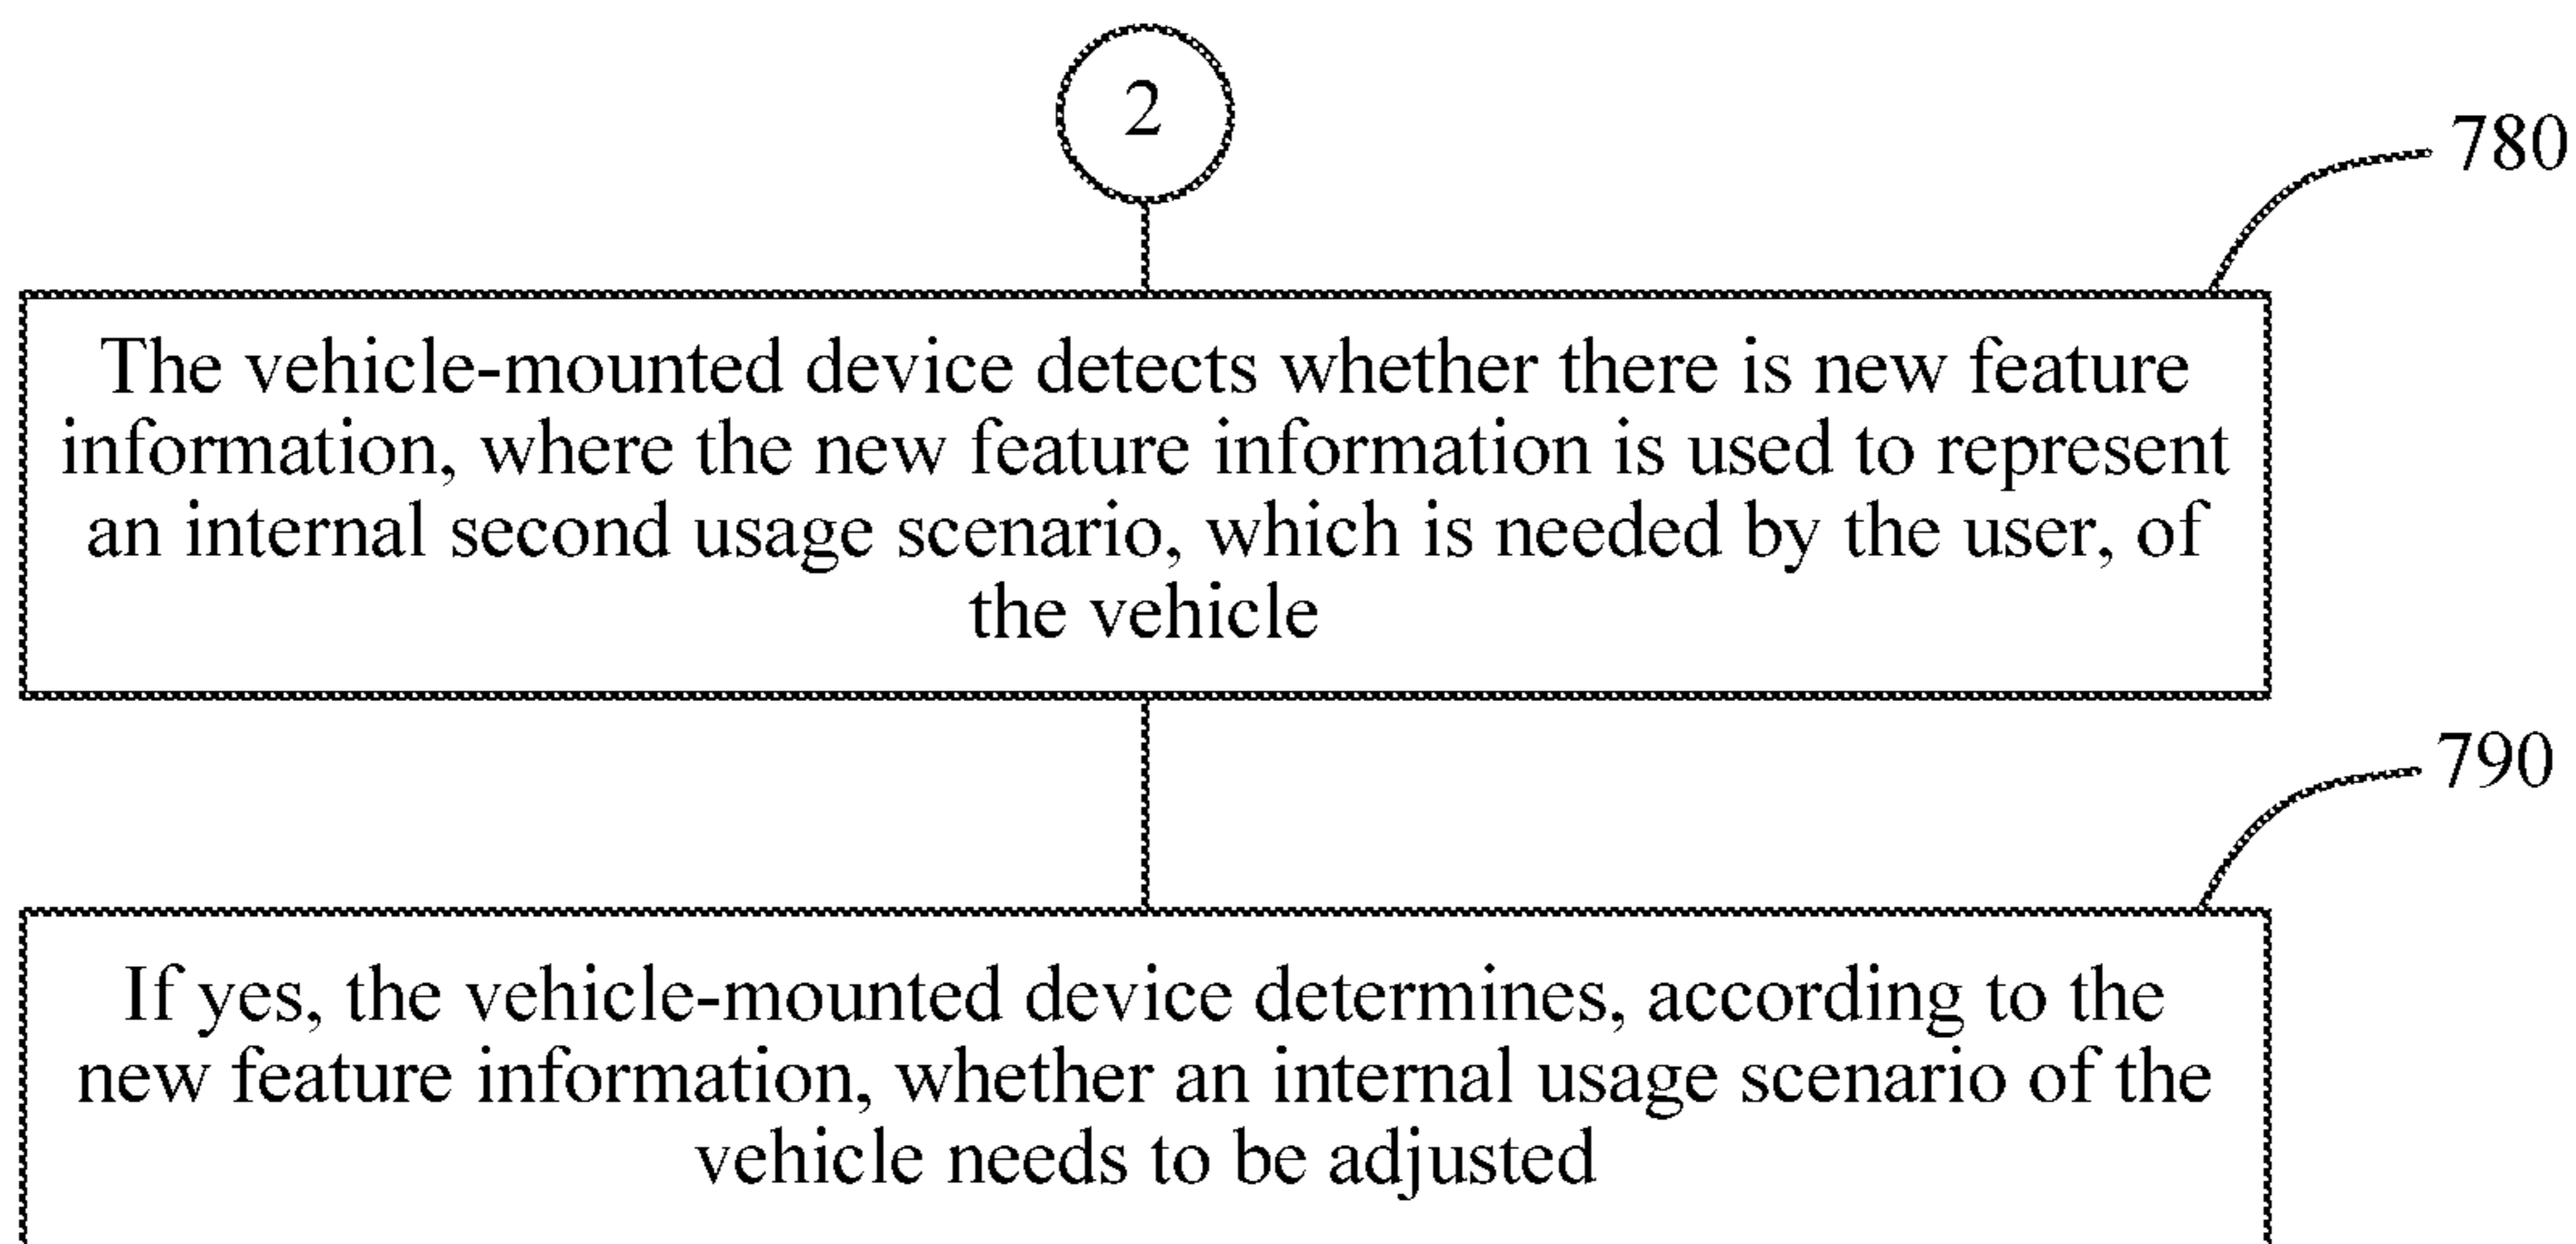 2
780
The vehicle-mounted device detects whether there is new feature
information, where the new feature information is used to represent
an internal second usage scenario, which is needed by the user, of
the vehicle
790
If yes, the vehicle-mounted device determines, according to the
new feature information, whether an internal usage scenario of the
vehicle needs to be adjusted